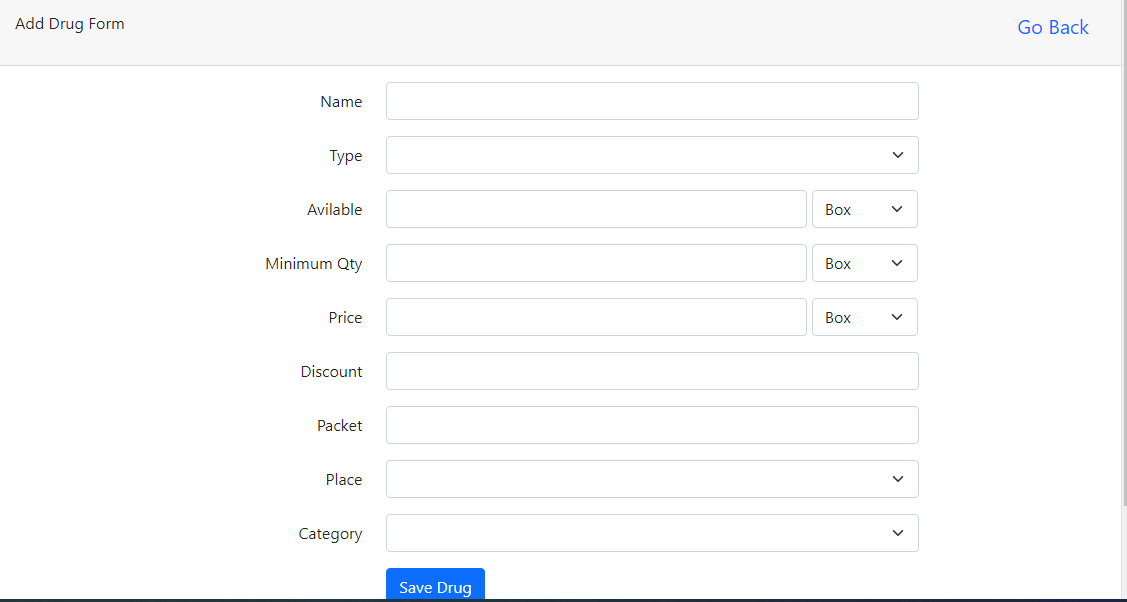 Add Drug Form
Go Back
Name
Type
Avilable
Box
Minimum Qty
Box
Price
Box
Discount
Packet
Place
Category
Save Drug